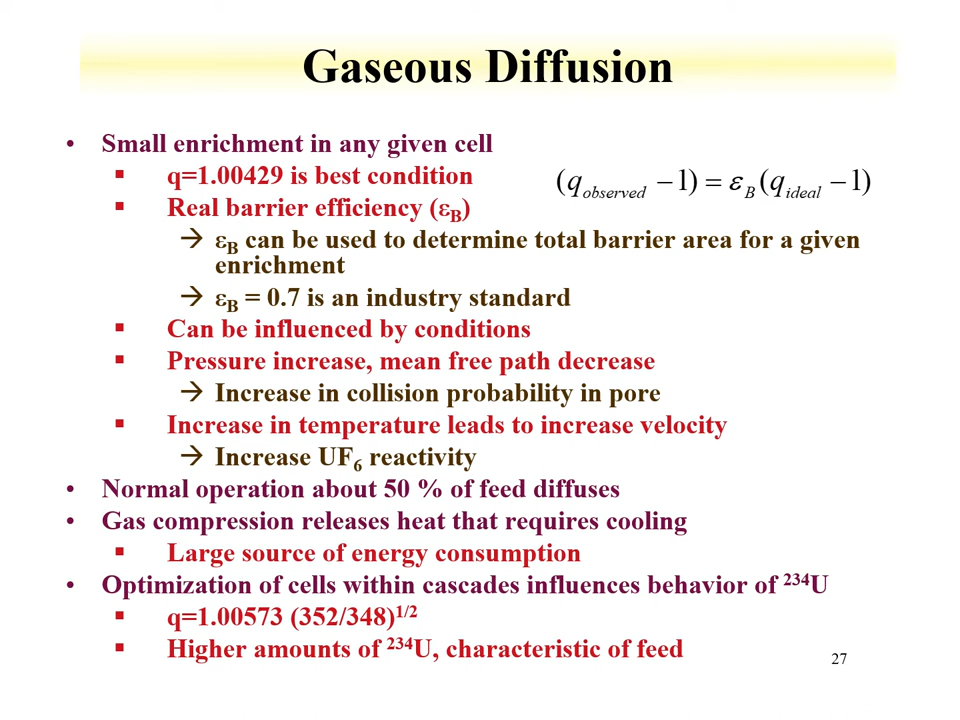 Gaseous Diffusion
• Small enrichment in any given cell
▪ q=1.00429 is best condition
(q_observed − 1) = ε_B (q_ideal − 1)
▪ Real barrier efficiency (ε_B)
→ ε_B can be used to determine total barrier area for a given
enrichment
→ ε_B = 0.7 is an industry standard
▪ Can be influenced by conditions
▪ Pressure increase, mean free path decrease
→ Increase in collision probability in pore
▪ Increase in temperature leads to increase velocity
→ Increase UF₆ reactivity
• Normal operation about 50 % of feed diffuses
• Gas compression releases heat that requires cooling
▪ Large source of energy consumption
• Optimization of cells within cascades influences behavior of ²³⁴U
▪ q=1.00573 (352/348)^1/2
▪ Higher amounts of ²³⁴U, characteristic of feed
27